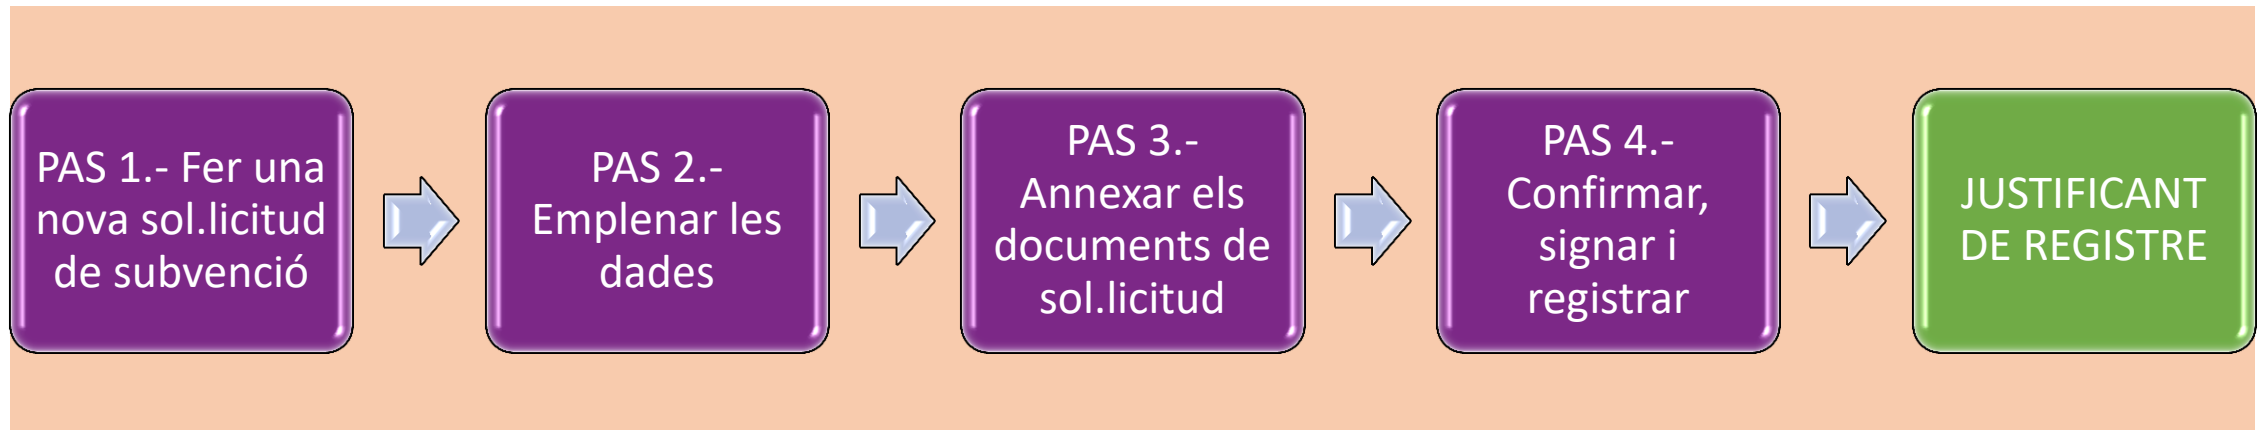 PAS 1.- Fer una
nova sol.licitud
de subvenció
PAS 2.-
Emplenar les
dades
PAS 3.-
Annexar els
documents de
sol.licitud
PAS 4.-
Confirmar,
signar i
registrar
JUSTIFICANT
DE REGISTRE